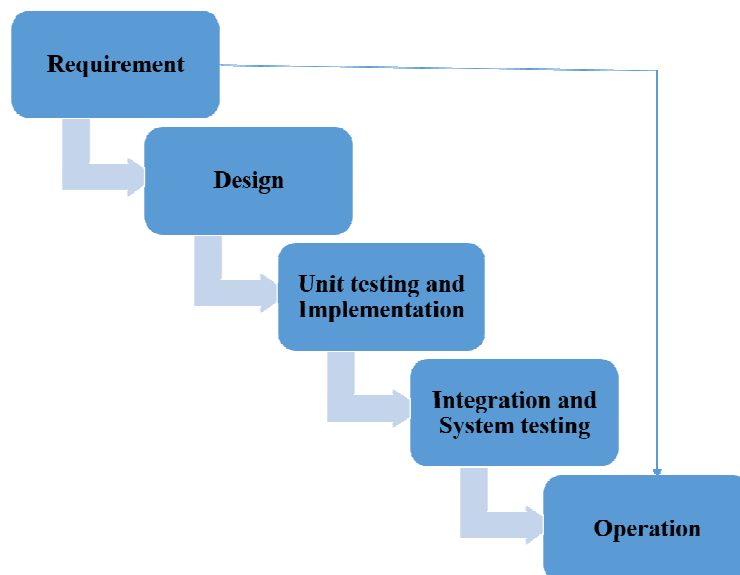 Requirement
Design
Unit testing and
Implementation
Integration and
System testing
Operation